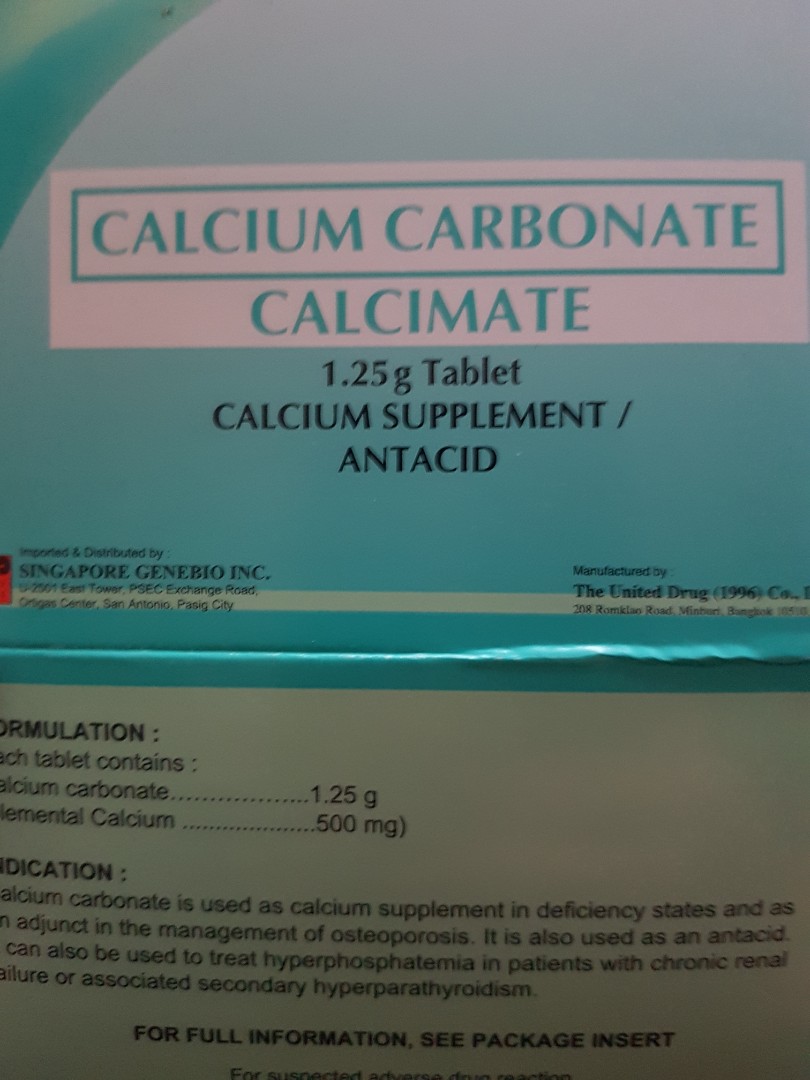 CALCIUM CARBONATE
CALCIMATE
1.25g Tablet
CALCIUM SUPPLEMENT /
ANTACID
Imported & Distributed by :
SINGAPORE GENEBIO INC.
U-2501 East Tower, PSEC Exchange Road,
Ortigas Center, San Antonio, Pasig City
Manufactured by :
The United Drug (1996) Co.,
208 Romklao Road, Minburi, Bangkok 10510
ORMULATION :
ach tablet contains :
alcium carbonate...................1.25 g
lemental Calcium ....................500 mg)
DICATION :
alcium carbonate is used as calcium supplement in deficiency states and as
n adjunct in the management of osteoporosis. It is also used as an antacid.
can also be used to treat hyperphosphatemia in patients with chronic renal
ailure or associated secondary hyperparathyroidism.
FOR FULL INFORMATION, SEE PACKAGE INSERT
For suspected adverse drug reaction